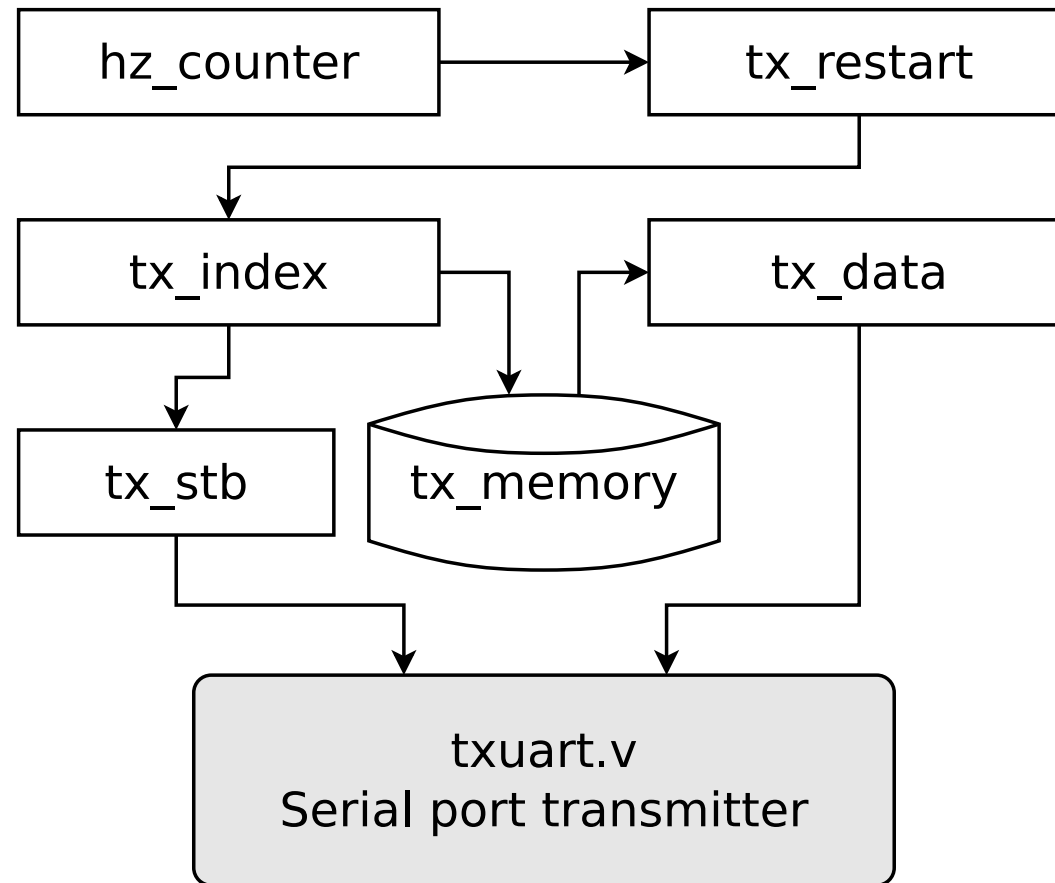 hz_counter
tx_restart
tx_index
tx_data
tx_stb
tx_memory
txuart.v
Serial port transmitter